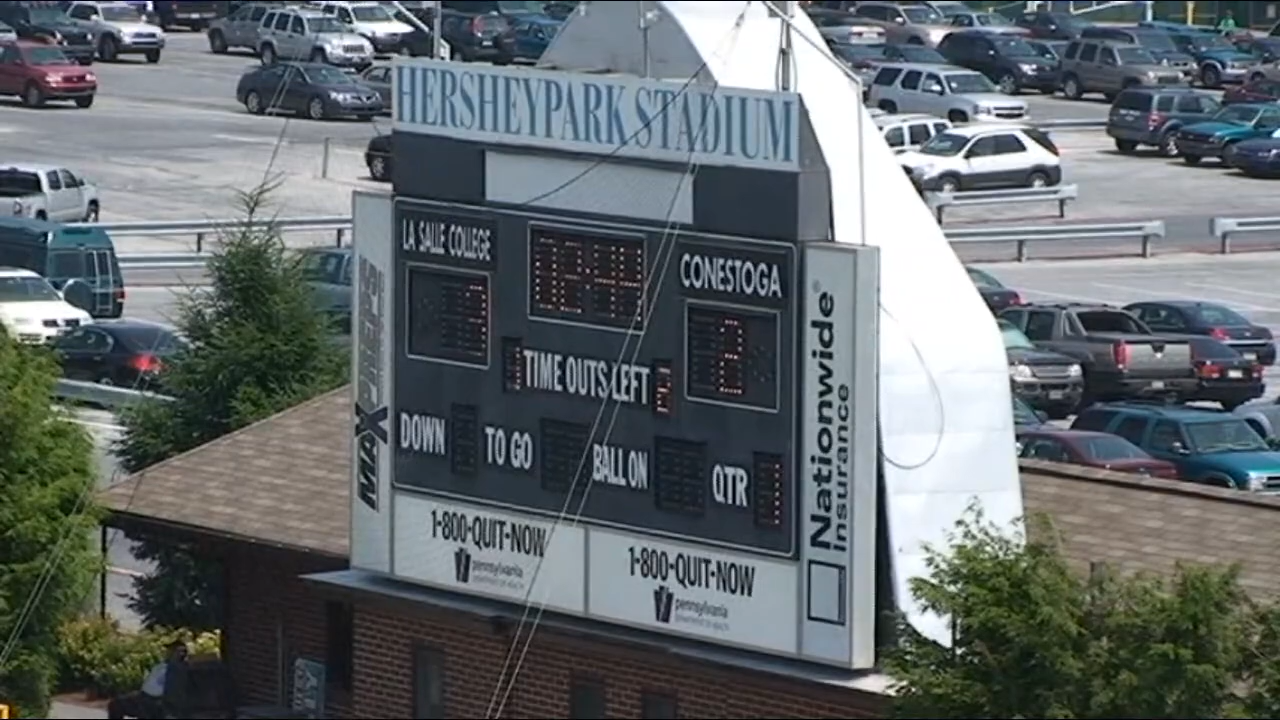 HERSHEYPARK STADIUM
LA SALLE COLLEGE
CONESTOGA
TIME OUTS LEFT
DOWN
TO GO
BALL ON
QTR
1-800-QUIT-NOW
pennsylvania
1-800-QUIT-NOW
pennsylvania
Nationwide®
insurance